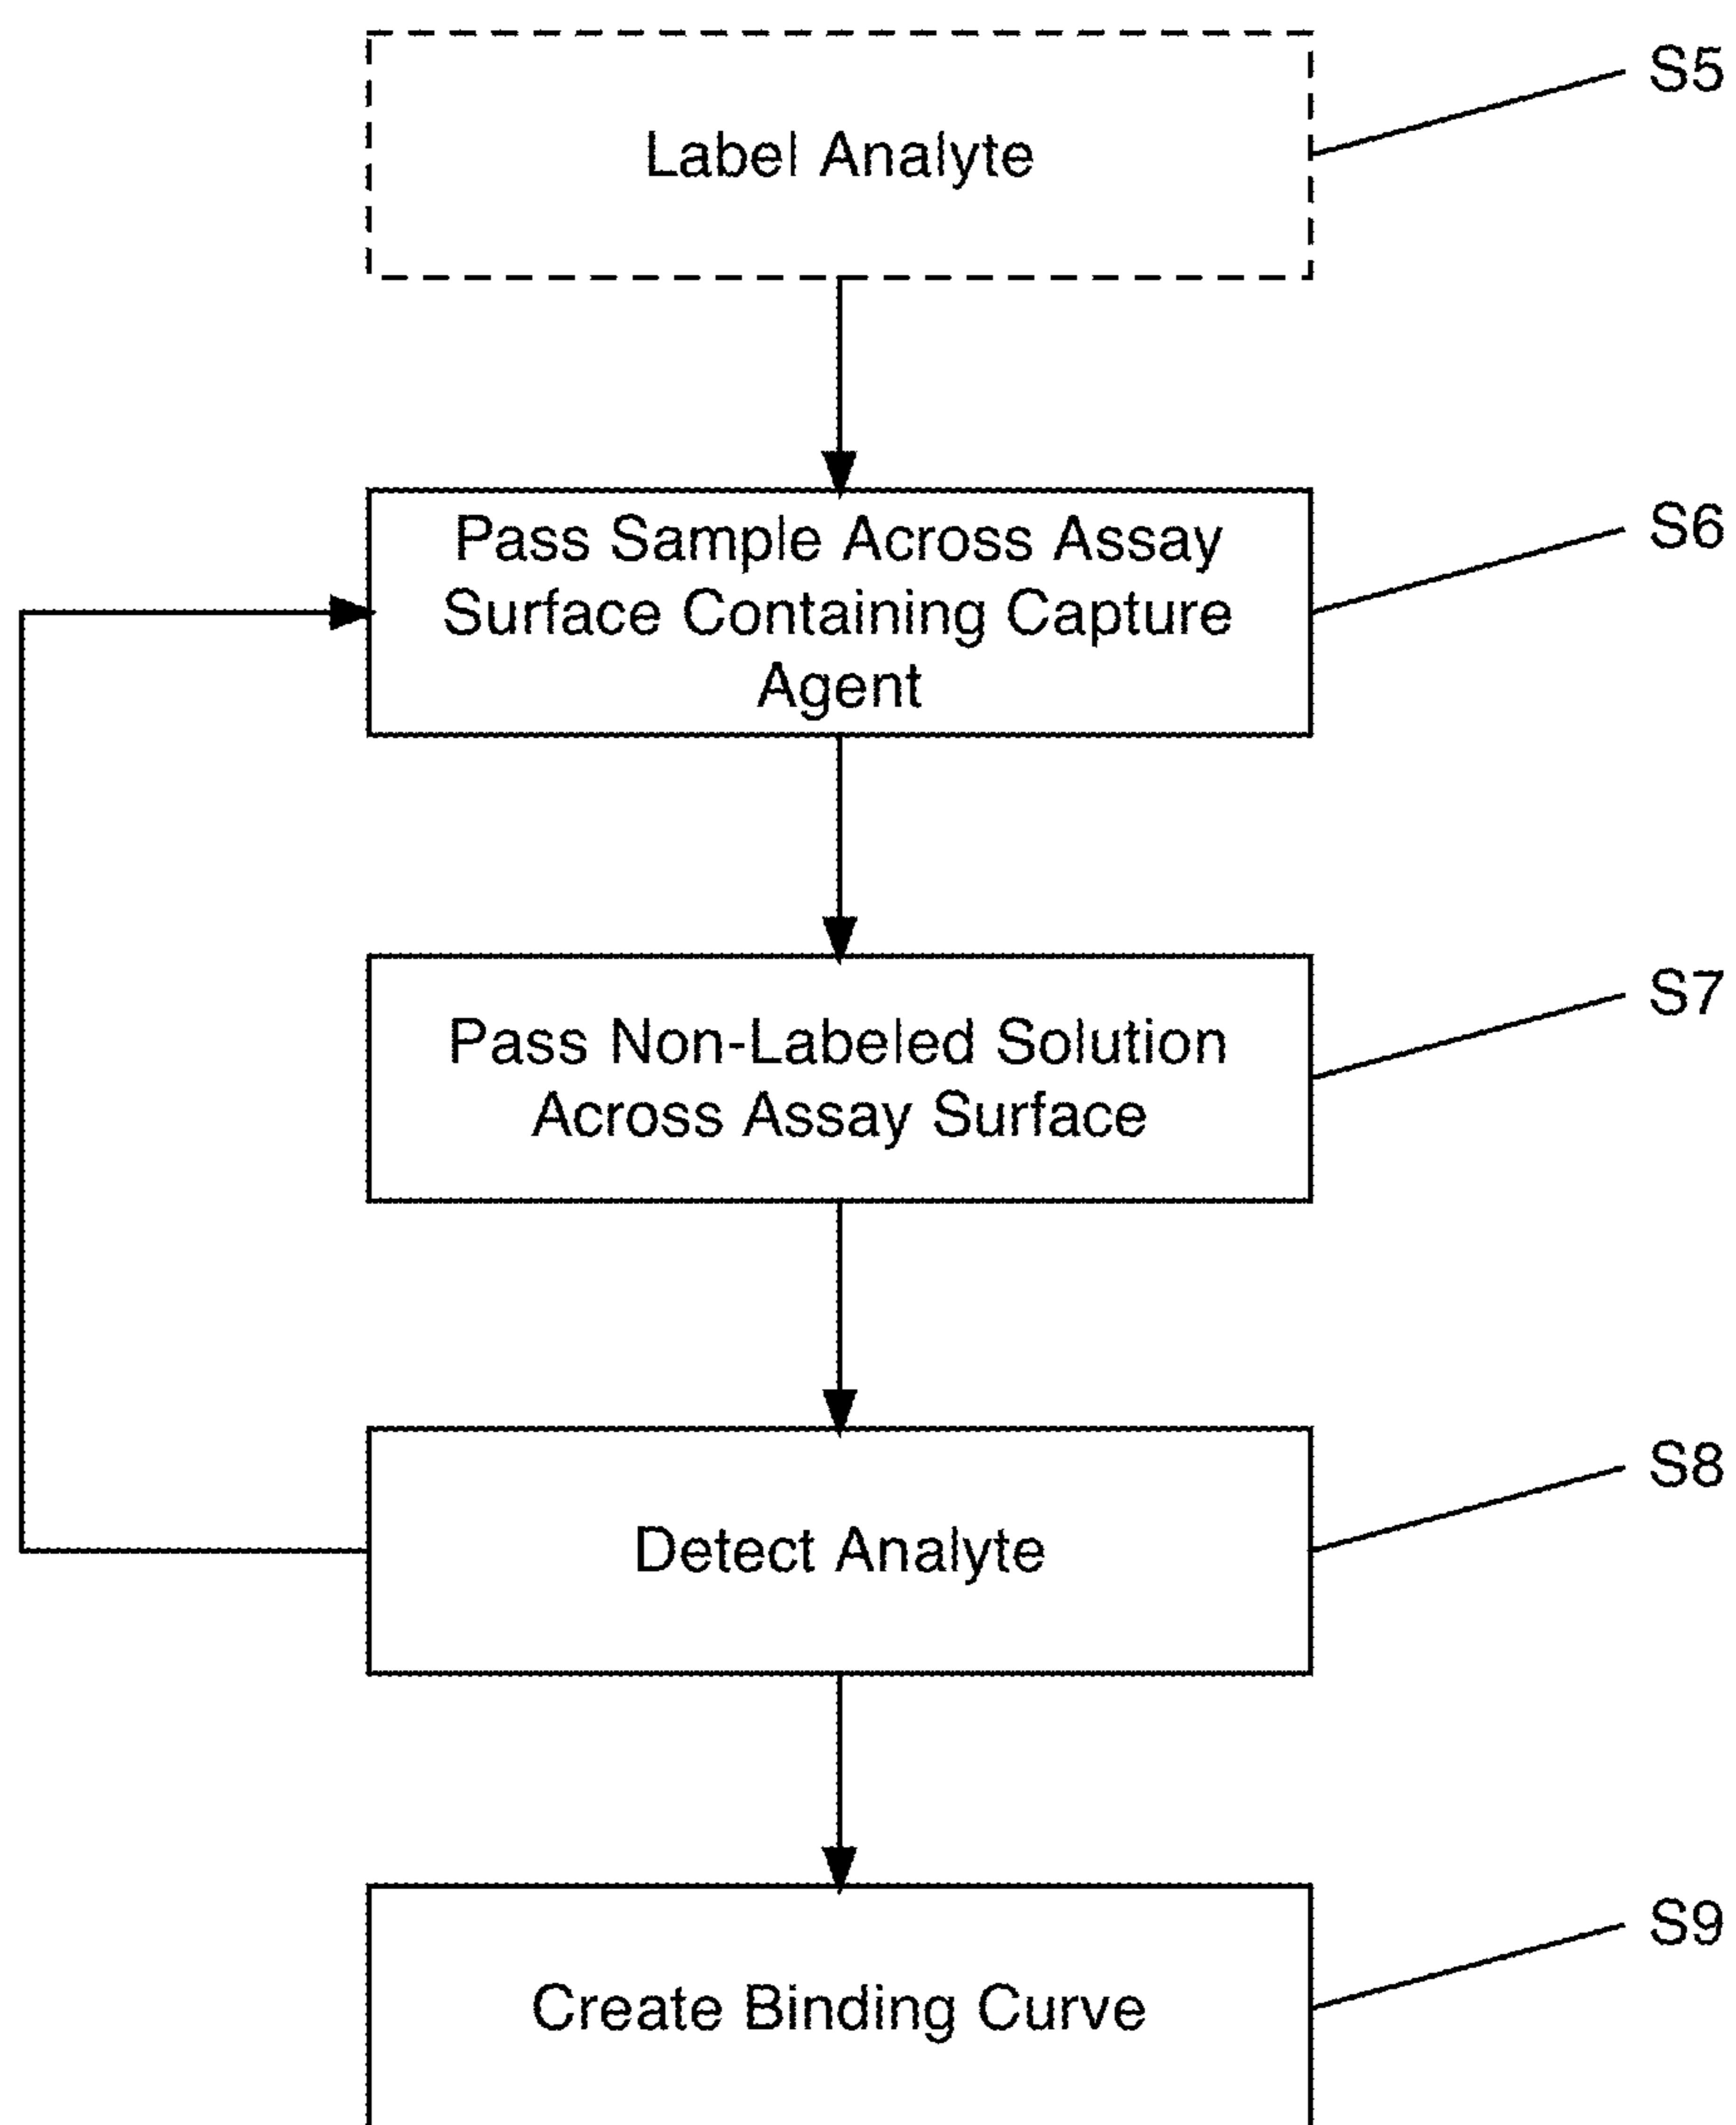 Label Analyte
S5
Pass Sample Across Assay
Surface Containing Capture
Agent
S6
Pass Non-Labeled Solution
Across Assay Surface
S7
Detect Analyte
S8
Create Binding Curve
S9